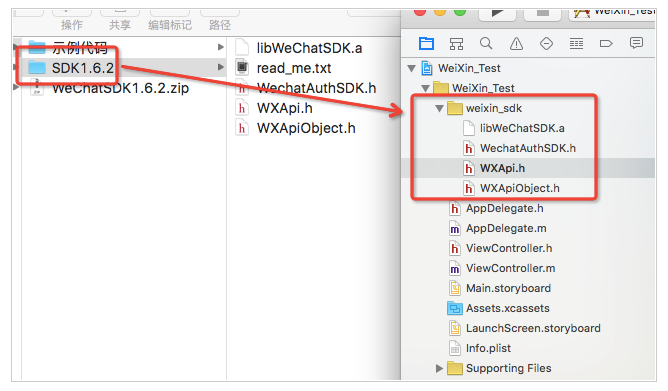 共享
编辑标记
路径
示例代码
SDK1.6.2
WeChatSDK1.6.2.zip
libWeChatSDK.a
read_me.txt
WechatAuthSDK.h
WXApi.h
WXApiObject.h
WeiXin_Test
WeiXin_Test
WeiXin_Test
weixin_sdk
libWeChatSDK.a
WechatAuthSDK.h
WXApi.h
WXApiObject.h
AppDelegate.h
AppDelegate.m
ViewController.h
ViewController.m
Main.storyboard
Assets.xcassets
LaunchScreen.storyboard
Info.plist
Supporting Files